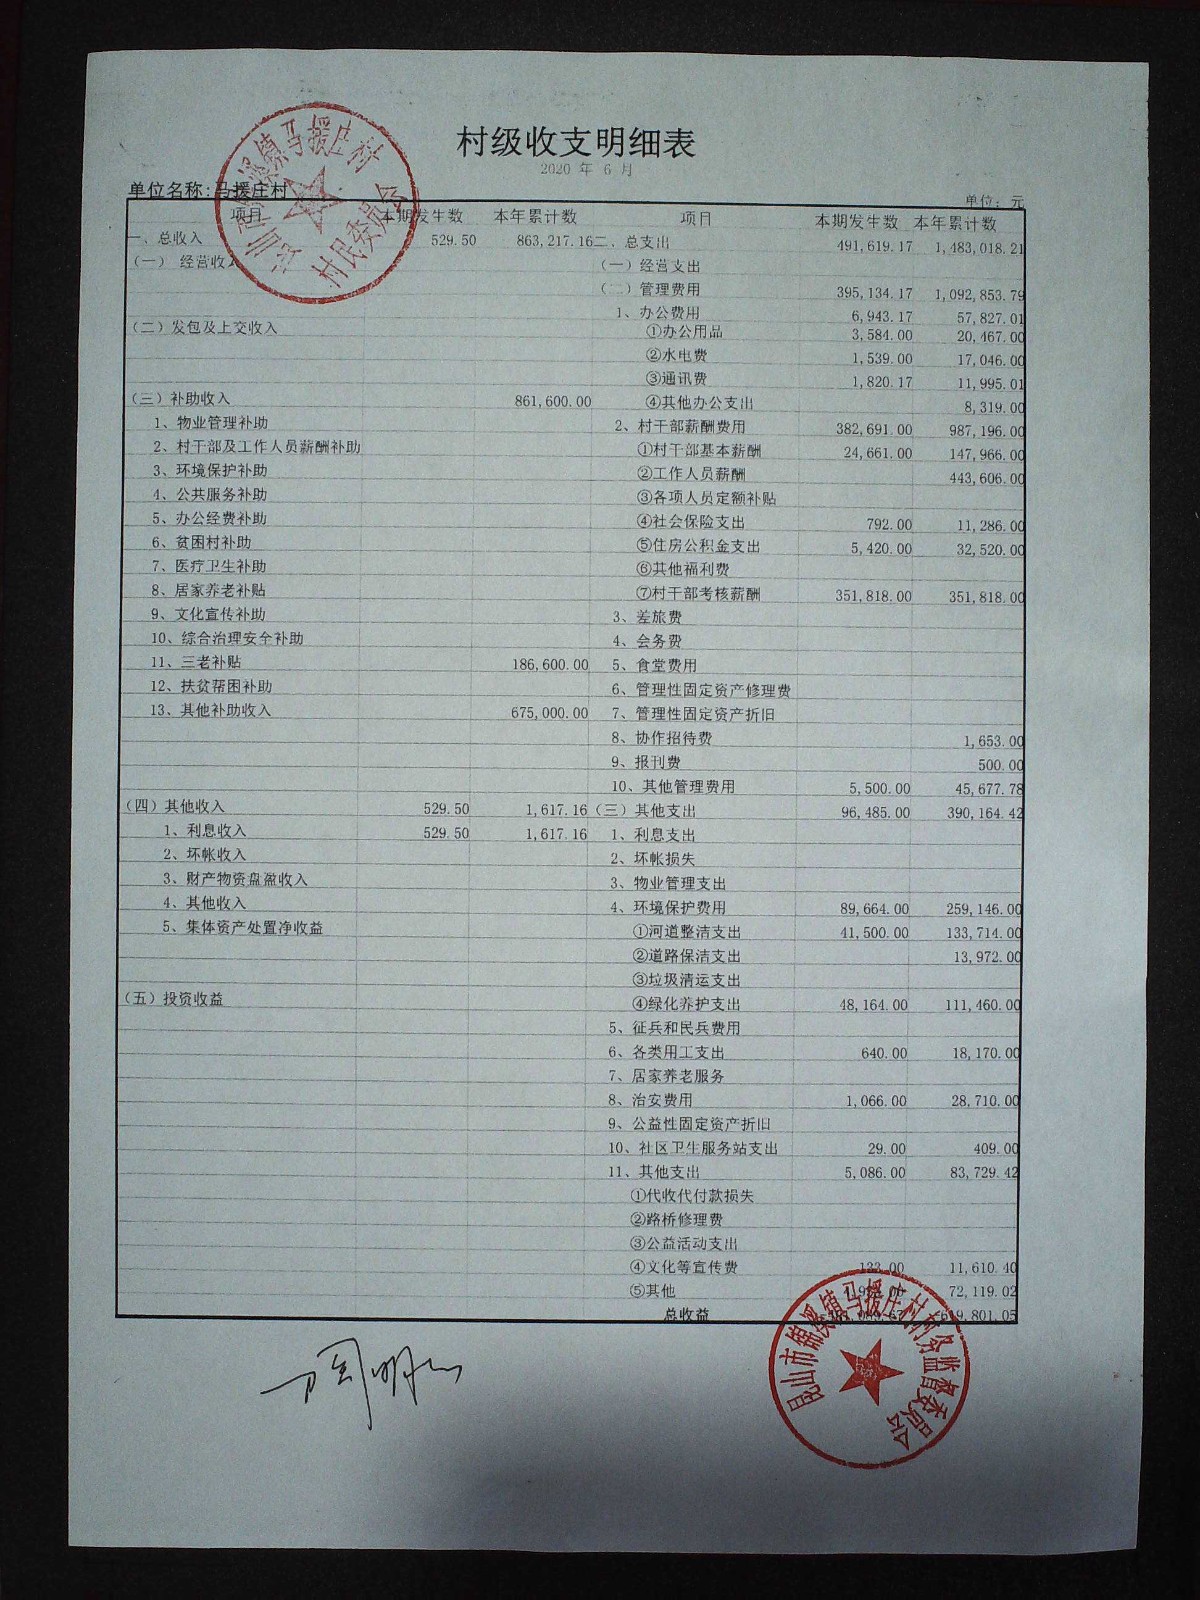 村级收支明细表
2020 年 6 月
单位名称:马援庄村
单位: 元
项目 本期发生数 本年累计数 项目 本期发生数 本年累计数
一、总收入 529.50 863,217.16 二、总支出 491,619.17 1,483,018.21
(一) 经营收入 (一)经营支出
(二)管理费用 395,134.17 1,092,853.79
1、办公费用 6,943.17 57,827.01
(二)发包及上交收入 ①办公用品 3,584.00 20,467.00
②水电费 1,539.00 17,046.00
③通讯费 1,820.17 11,995.01
(三)补助收入 861,600.00 ④其他办公支出 8,319.00
1、物业管理补助 2、村干部薪酬费用 382,691.00 987,196.00
2、村干部及工作人员薪酬补助 ①村干部基本薪酬 24,661.00 147,966.00
3、环境保护补助 ②工作人员薪酬 443,606.00
4、公共服务补助 ③各项人员定额补贴
5、办公经费补助 ④社会保险支出 792.00 11,286.00
6、贫困村补助 ⑤住房公积金支出 5,420.00 32,520.00
7、医疗卫生补助 ⑥其他福利费
8、居家养老补贴 ⑦村干部考核薪酬 351,818.00 351,818.00
9、文化宣传补助 3、差旅费
10、综合治理安全补助 4、会务费
11、三老补贴 186,600.00 5、食堂费用
12、扶贫帮困补助 6、管理性固定资产修理费
13、其他补助收入 675,000.00 7、管理性固定资产折旧
8、协作招待费 1,653.00
9、报刊费 500.00
10、其他管理费用 5,500.00 45,677.78
(四)其他收入 529.50 1,617.16 (三)其他支出 96,485.00 390,164.42
1、利息收入 529.50 1,617.16 1、利息支出
2、坏帐收入 2、坏帐损失
3、财产物资盘盈收入 3、物业管理支出
4、其他收入 4、环境保护费用 89,664.00 259,146.00
5、集体资产处置净收益 ①河道整洁支出 41,500.00 133,714.00
②道路保洁支出 13,972.00
③垃圾清运支出
(五)投资收益 ④绿化养护支出 48,164.00 111,460.00
5、征兵和民兵费用
6、各类用工支出 640.00 18,170.00
7、居家养老服务
8、治安费用 1,066.00 28,710.00
9、公益性固定资产折旧
10、社区卫生服务站支出 29.00 409.00
11、其他支出 5,086.00 83,729.42
①代收代付款损失
②路桥修理费
③公益活动支出
④文化等宣传费 11,610.40
⑤其他 72,119.02
总收益
镇马援庄村
村民委员会
昆山市锦溪镇马援庄村村务监督委员会